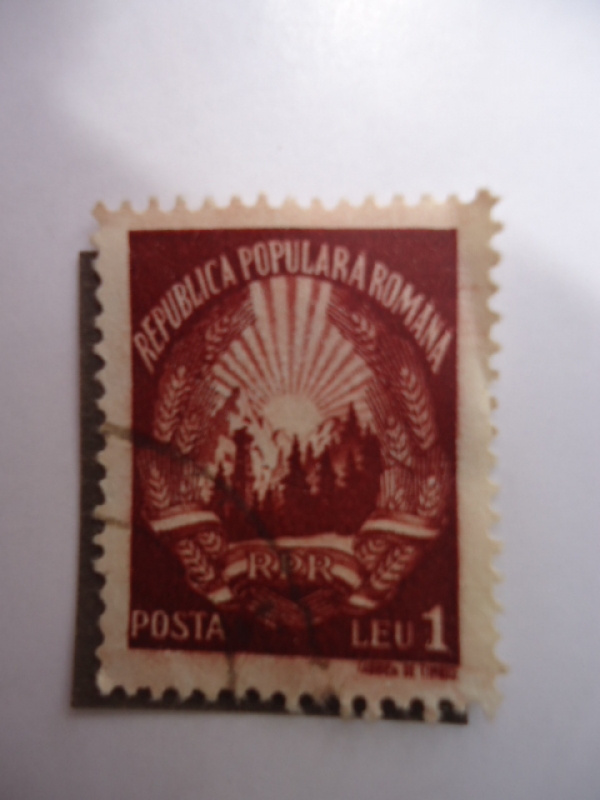 REPUBLICA POPULARA ROMANA
RPR
POSTA LEU 1